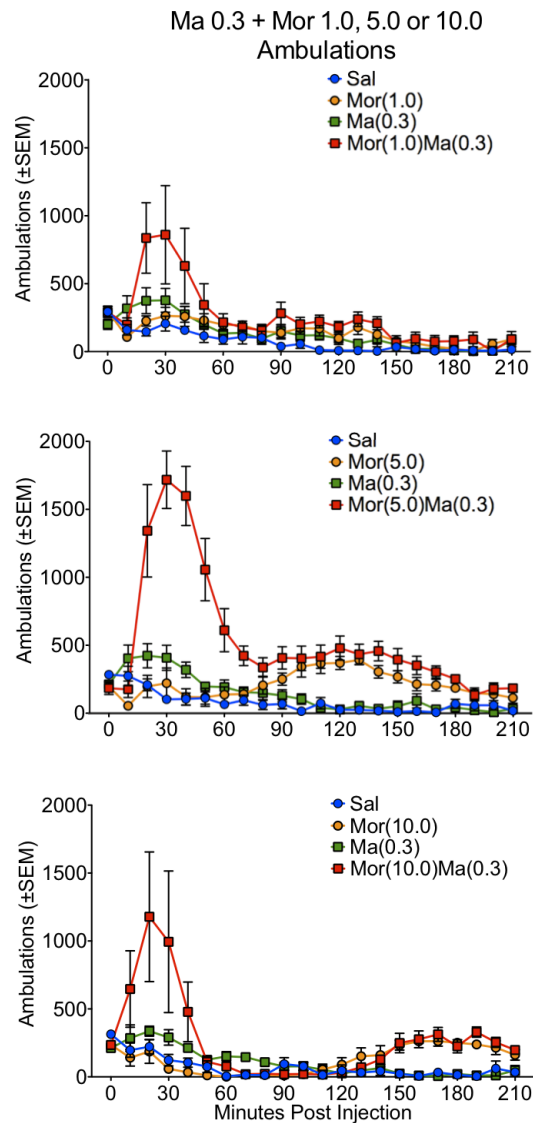 Ma 0.3 + Mor 1.0, 5.0 or 10.0
Ambulations
2000
1500
1000
500
0
Ambulations (±SEM)
Sal
Mor(1.0)
Ma(0.3)
Mor(1.0)Ma(0.3)
0 30 60 90 120 150 180 210
2000
1500
1000
500
0
Ambulations (±SEM)
Sal
Mor(5.0)
Ma(0.3)
Mor(5.0)Ma(0.3)
0 30 60 90 120 150 180 210
2000
1500
1000
500
0
Ambulations (±SEM)
Sal
Mor(10.0)
Ma(0.3)
Mor(10.0)Ma(0.3)
0 30 60 90 120 150 180 210
Minutes Post Injection